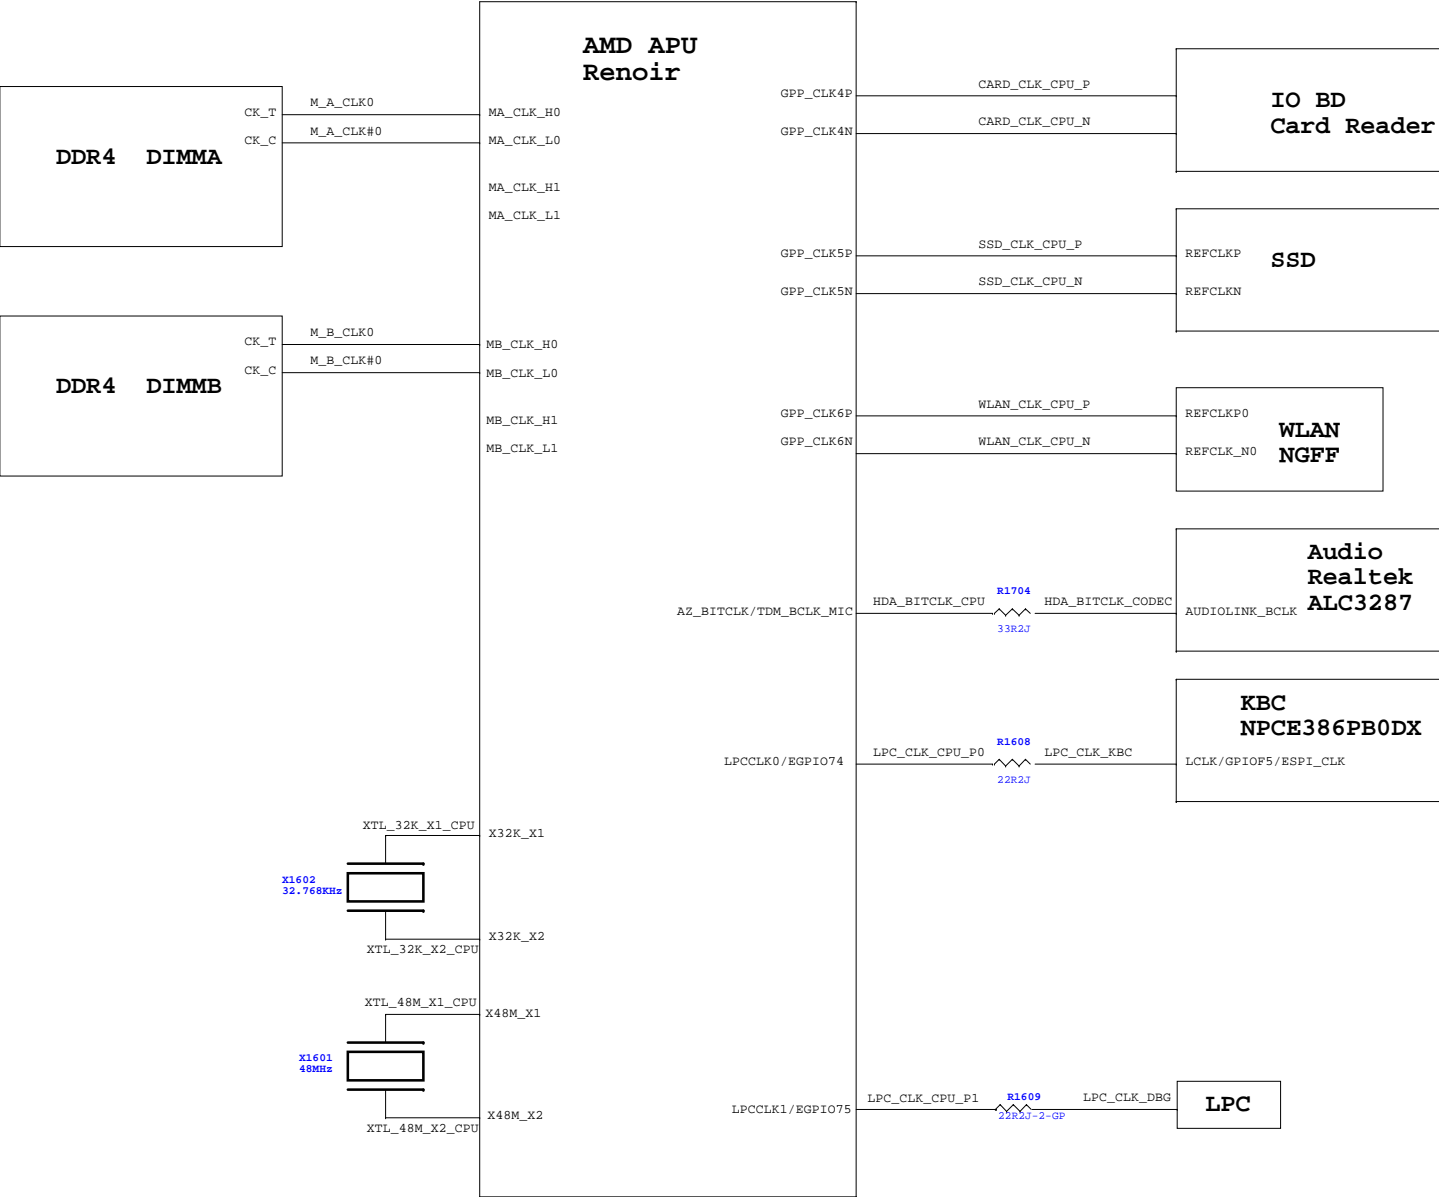 AMD APU
Renoir
DDR4 DIMMA
CK_T
M_A_CLK0
MA_CLK_H0
CK_C
M_A_CLK#0
MA_CLK_L0
MA_CLK_H1
MA_CLK_L1
DDR4 DIMMB
CK_T
M_B_CLK0
MB_CLK_H0
CK_C
M_B_CLK#0
MB_CLK_L0
MB_CLK_H1
MB_CLK_L1
XTL_32K_X1_CPU
X32K_X1
X1602
32.768KHz
X32K_X2
XTL_32K_X2_CPU
XTL_48M_X1_CPU
X48M_X1
X1601
48MHz
X48M_X2
XTL_48M_X2_CPU
GPP_CLK4P
CARD_CLK_CPU_P
GPP_CLK4N
CARD_CLK_CPU_N
IO BD
Card Reader
GPP_CLK5P
SSD_CLK_CPU_P
REFCLKP
GPP_CLK5N
SSD_CLK_CPU_N
REFCLKN
SSD
GPP_CLK6P
WLAN_CLK_CPU_P
REFCLKP0
GPP_CLK6N
WLAN_CLK_CPU_N
REFCLK_N0
WLAN
NGFF
AZ_BITCLK/TDM_BCLK_MIC
HDA_BITCLK_CPU
R1704
33R2J
HDA_BITCLK_CODEC
AUDIOLINK_BCLK
Audio
Realtek
ALC3287
LPCCLK0/EGPIO74
LPC_CLK_CPU_P0
R1608
22R2J
LPC_CLK_KBC
LCLK/GPIOF5/ESPI_CLK
KBC
NPCE386PB0DX
LPCCLK1/EGPIO75
LPC_CLK_CPU_P1
R1609
22R2J-2-GP
LPC_CLK_DBG
LPC